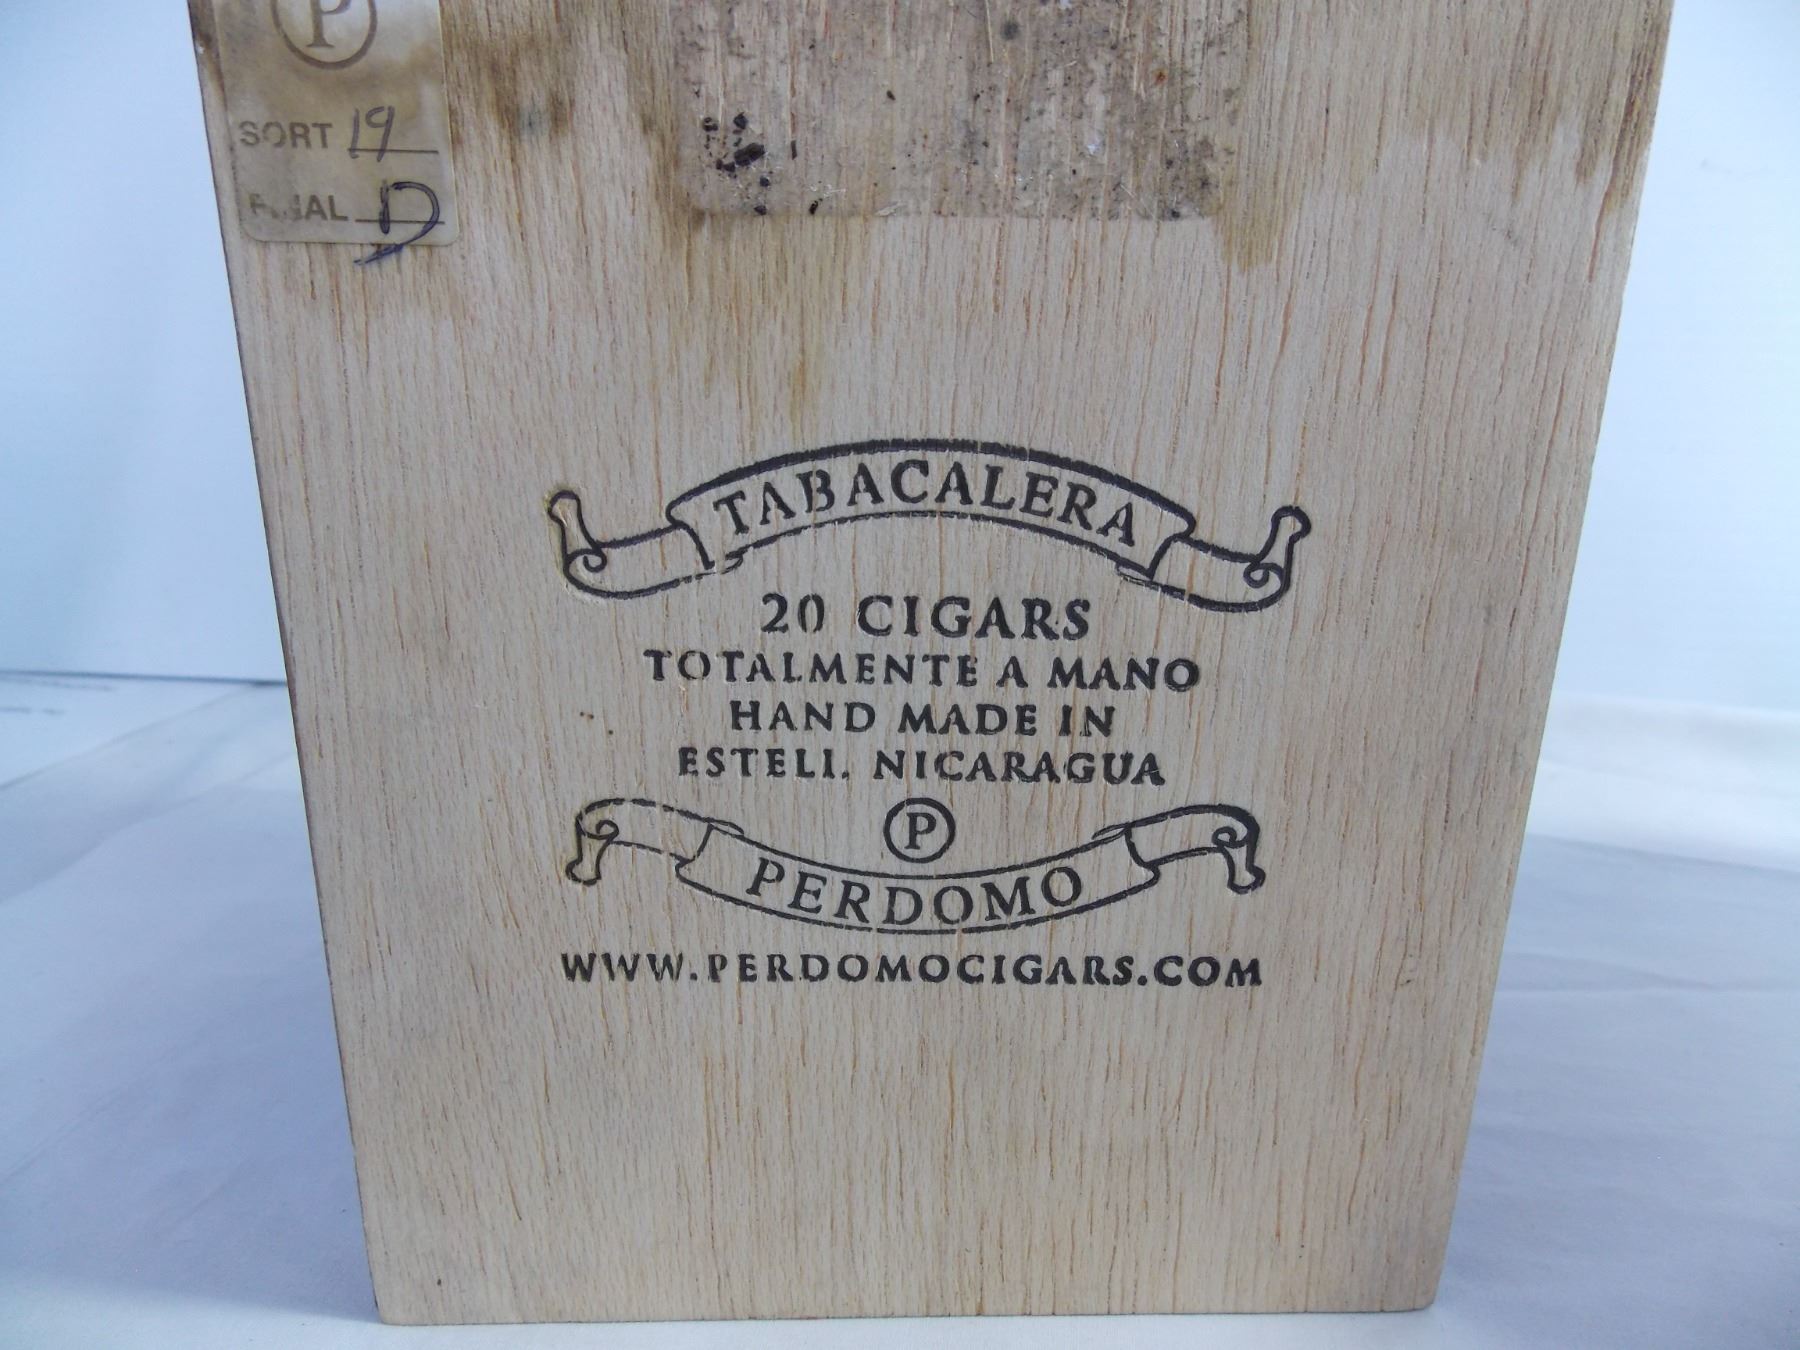 P
SORT 19
FINAL D
TABACALERA
20 CIGARS
TOTALMENTE A MANO
HAND MADE IN
ESTELI. NICARAGUA
P
PERDOMO
WWW.PERDOMOCIGARS.COM